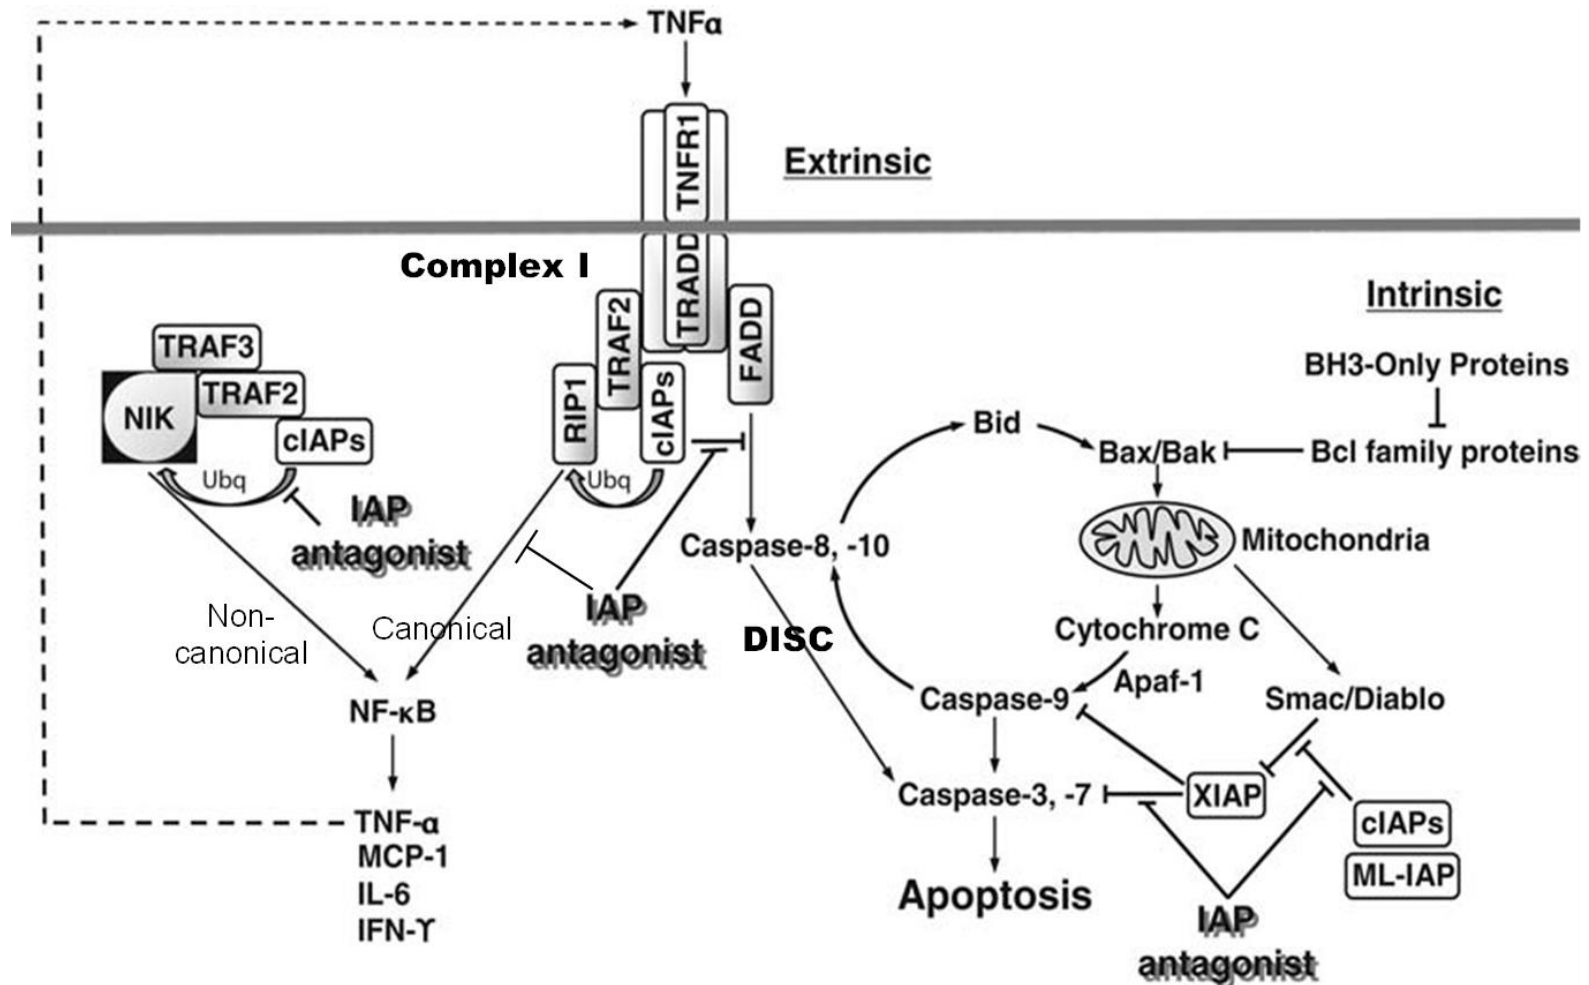 TNFα
TNFR1
Extrinsic
Complex I
TRADD
TRAF2
FADD
RIP1
cIAPs
Ubq
Intrinsic
TRAF3
NIK
TRAF2
cIAPs
Ubq
IAP
antagonist
BH3-Only Proteins
Bid
Bax/Bak
Bcl family proteins
Mitochondria
Caspase-8, -10
IAP
antagonist
Non-
canonical
Canonical
DISC
Cytochrome C
Apaf-1
Caspase-9
Smac/Diablo
NF-κB
Caspase-3, -7
XIAP
cIAPs
ML-IAP
TNF-α
MCP-1
IL-6
IFN-ϒ
Apoptosis
IAP
antagonist